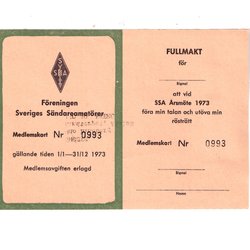 SSA
Föreningen
Sveriges Sändareamatörer
Medlemskort Nr 0993
gällande tiden 1/1—31/12 1973
Medlemsavgiften erlagd
FULLMAKT
för
Signal
att vid
SSA Årsmöte 1973
föra min talan och utöva min
rösträtt
Medlemskort Nr 0993
Signal
Namn